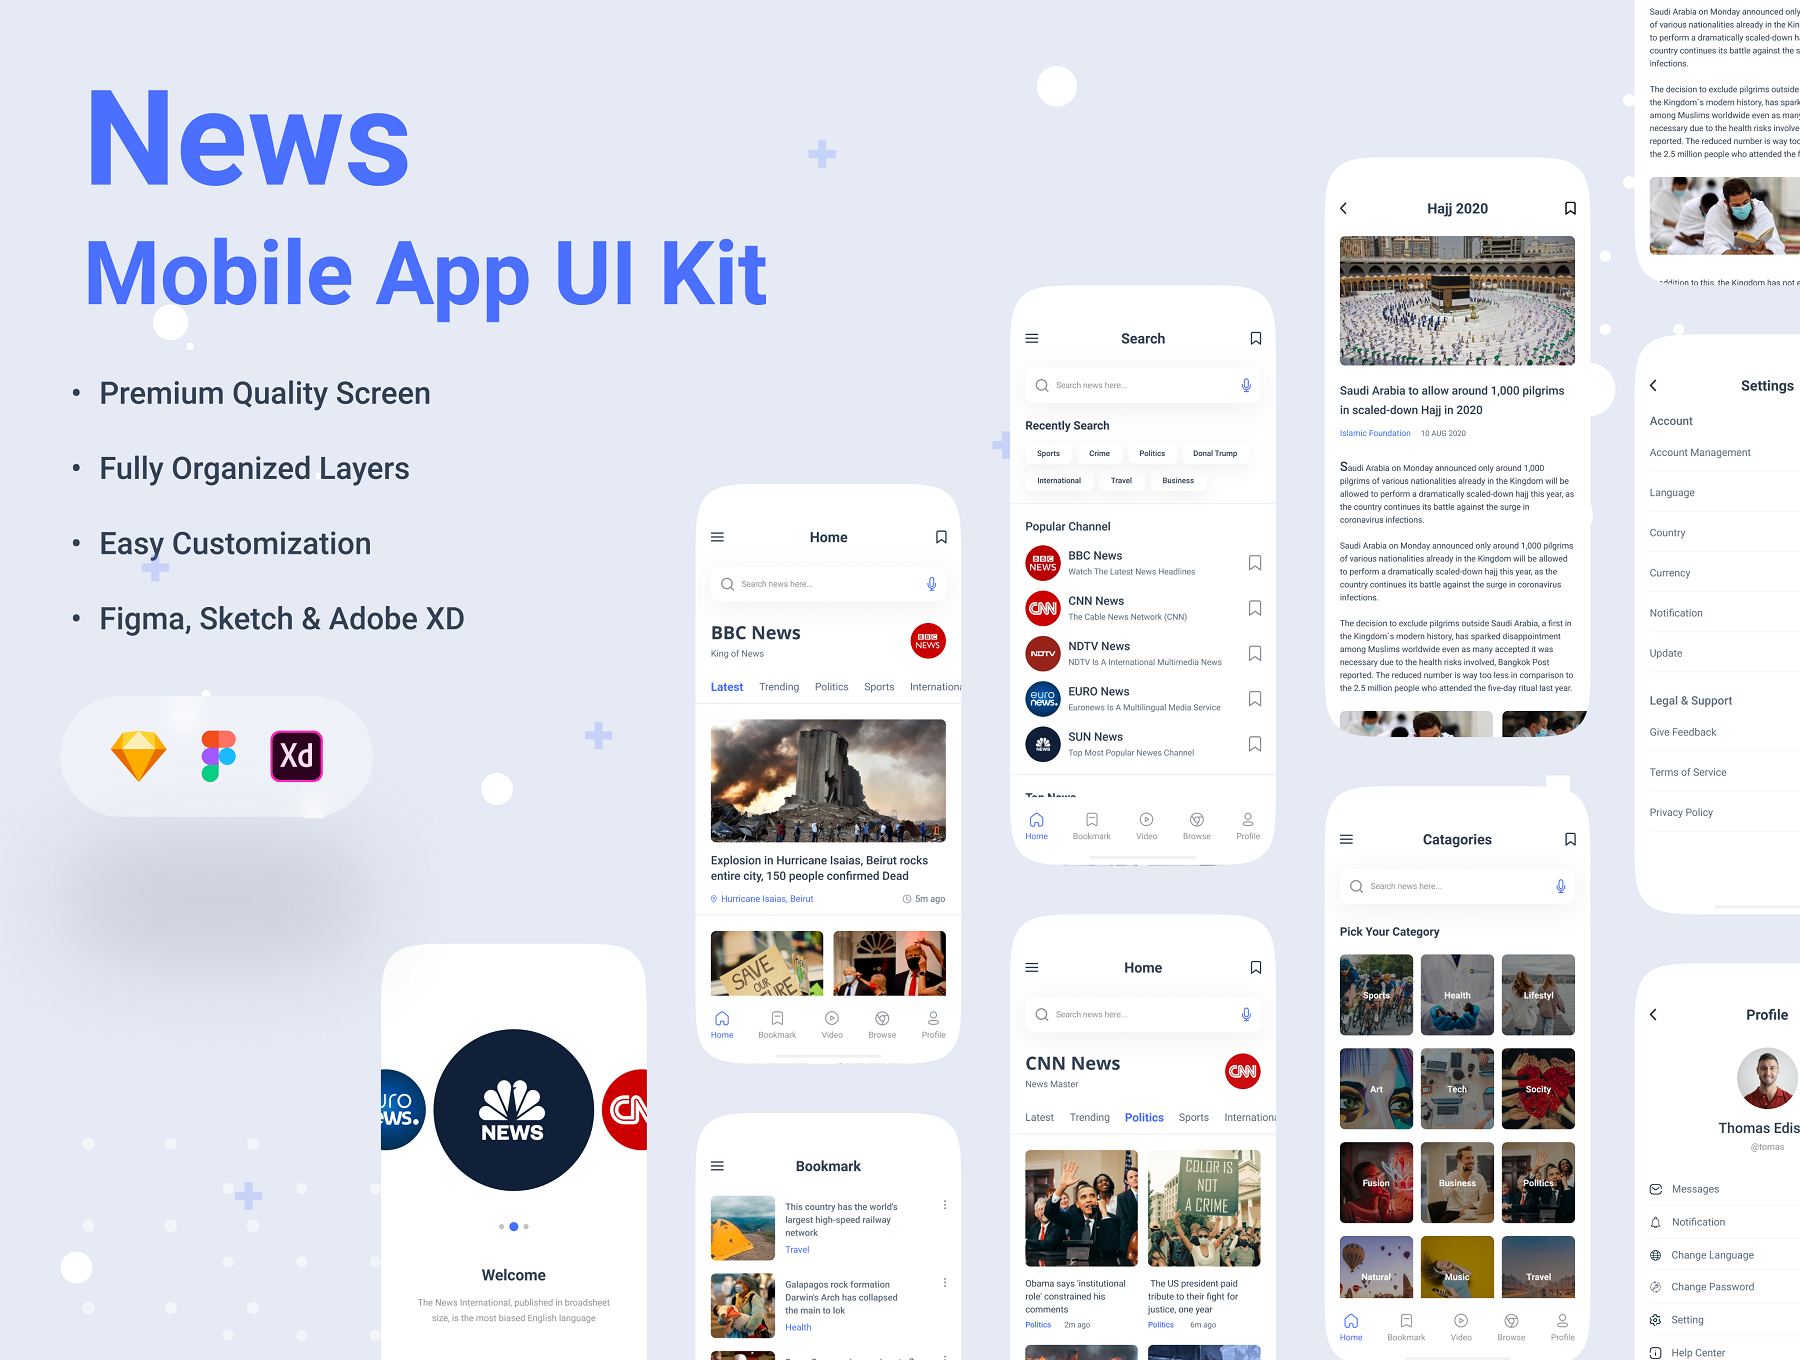 News
Mobile App UI Kit
• Premium Quality Screen
• Fully Organized Layers
• Easy Customization
• Figma, Sketch & Adobe XD
Xd
uro
ws.
NEWS
CN
Welcome
The News International, published in broadsheet
size, is the most biased English language
Home
Search news here...
BBC News
King of News
BBC
NEWS
Latest Trending Politics Sports Internationa
Explosion in Hurricane Isaias, Beirut rocks
entire city, 150 people confirmed Dead
Hurricane Isaias, Beirut 5m ago
SAVE
OUR
Home Bookmark Video Browse Profile
Bookmark
This country has the world's
largest high-speed railway
network
Travel
Galapagos rock formation
Darwin's Arch has collapsed
the main to lok
Health
Search
Search news here...
Recently Search
Sports Crime Politics Donal Trump
International Travel Business
Popular Channel
BBC
NEWS
BBC News
Watch The Latest News Headlines
CNN
CNN News
The Cable News Network (CNN)
NDTV
NDTV News
NDTV Is A International Multimedia News
euro
news.
EURO News
Euronews Is A Multilingual Media Service
NEWS
SUN News
Top Most Popular Newes Channel
Top News
Home Bookmark Video Browse Profile
Home
Search news here...
CNN News
News Master
CNN
Latest Trending Politics Sports Internationa
COLOR IS
NOT
A CRIME
Obama says 'institutional
role' constrained his
comments
Politics 2m ago
The US president paid
tribute to their fight for
justice, one year
Politics 6m ago
Hajj 2020
Saudi Arabia to allow around 1,000 pilgrims
in scaled-down Hajj in 2020
Islamic Foundation 10 AUG 2020
Saudi Arabia on Monday announced only around 1,000
pilgrims of various nationalities already in the Kingdom will be
allowed to perform a dramatically scaled-down hajj this year, as
the country continues its battle against the surge in
coronavirus infections.
Saudi Arabia on Monday announced only around 1,000 pilgrims
of various nationalities already in the Kingdom will be allowed
to perform a dramatically scaled-down hajj this year, as the
country continues its battle against the surge in coronavirus
infections.
The decision to exclude pilgrims outside Saudi Arabia, a first in
the Kingdom`s modern history, has sparked disappointment
among Muslims worldwide even as many accepted it was
necessary due to the health risks involved, Bangkok Post
reported. The reduced number is way too less in comparison to
the 2.5 million people who attended the five-day ritual last year.
Catagories
Search news here...
Pick Your Category
Sports Health Lifestyl
Art Tech Socity
Fusion Business Politics
Natural Music Travel
Home Bookmark Video Browse Profile
Saudi Arabia on Monday announced only
of various nationalities already in the Kin
to perform a dramatically scaled-down h
country continues its battle against the s
infections.
The decision to exclude pilgrims outside
the Kingdom`s modern history, has spark
among Muslims worldwide even as many
necessary due to the health risks involve
reported. The reduced number is way too
the 2.5 million people who attended the f
addition to this, the Kingdom has not e
Settings
Account
Account Management
Language
Country
Currency
Notification
Update
Legal & Support
Give Feedback
Terms of Service
Privacy Policy
Profile
Thomas Edis
@tomas
Messages
Notification
Change Language
Change Password
Setting
Help Center